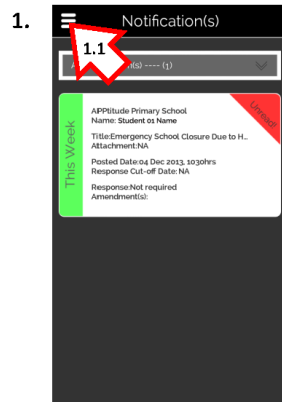 1.
Notification(s)
1.1
(s) ---- (1)
Unread!
This Week
APPtitude Primary School
Name: Student 01 Name
Title:Emergency School Closure Due to H...
Attachment:NA
Posted Date:04 Dec 2013, 1030hrs
Response Cut-off Date: NA
Response:Not required
Amendment(s):